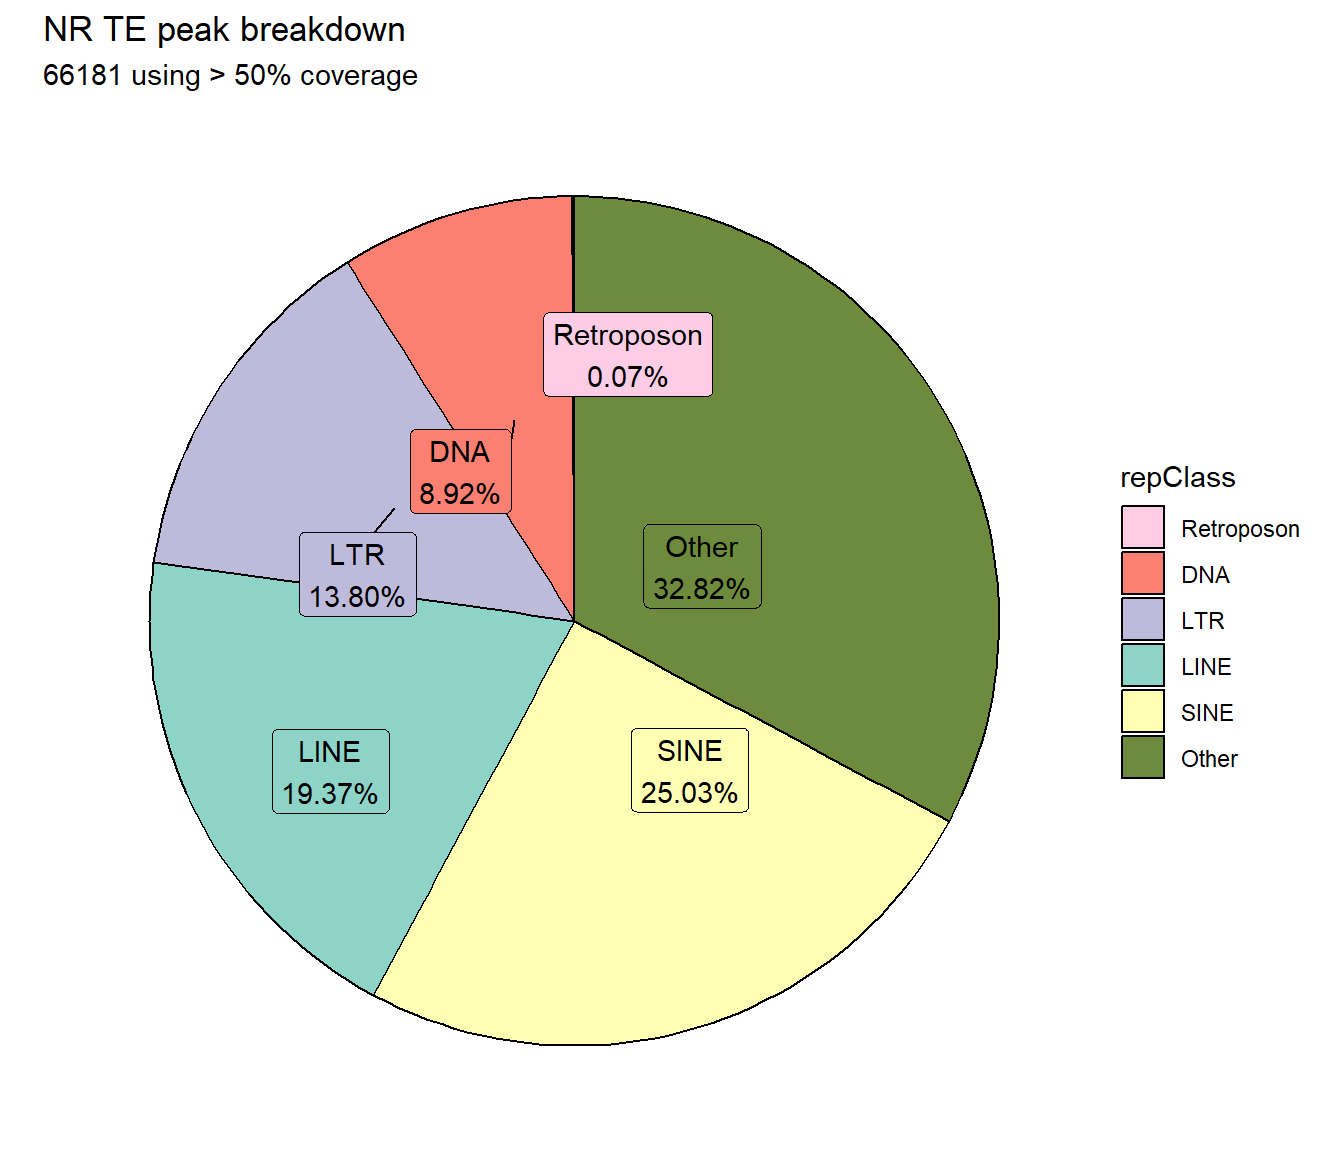 NR TE peak breakdown
66181 using > 50% coverage
Retroposon
0.07%
DNA
8.92%
Other
32.82%
LTR
13.80%
LINE
19.37%
SINE
25.03%
repClass
Retroposon
DNA
LTR
LINE
SINE
Other